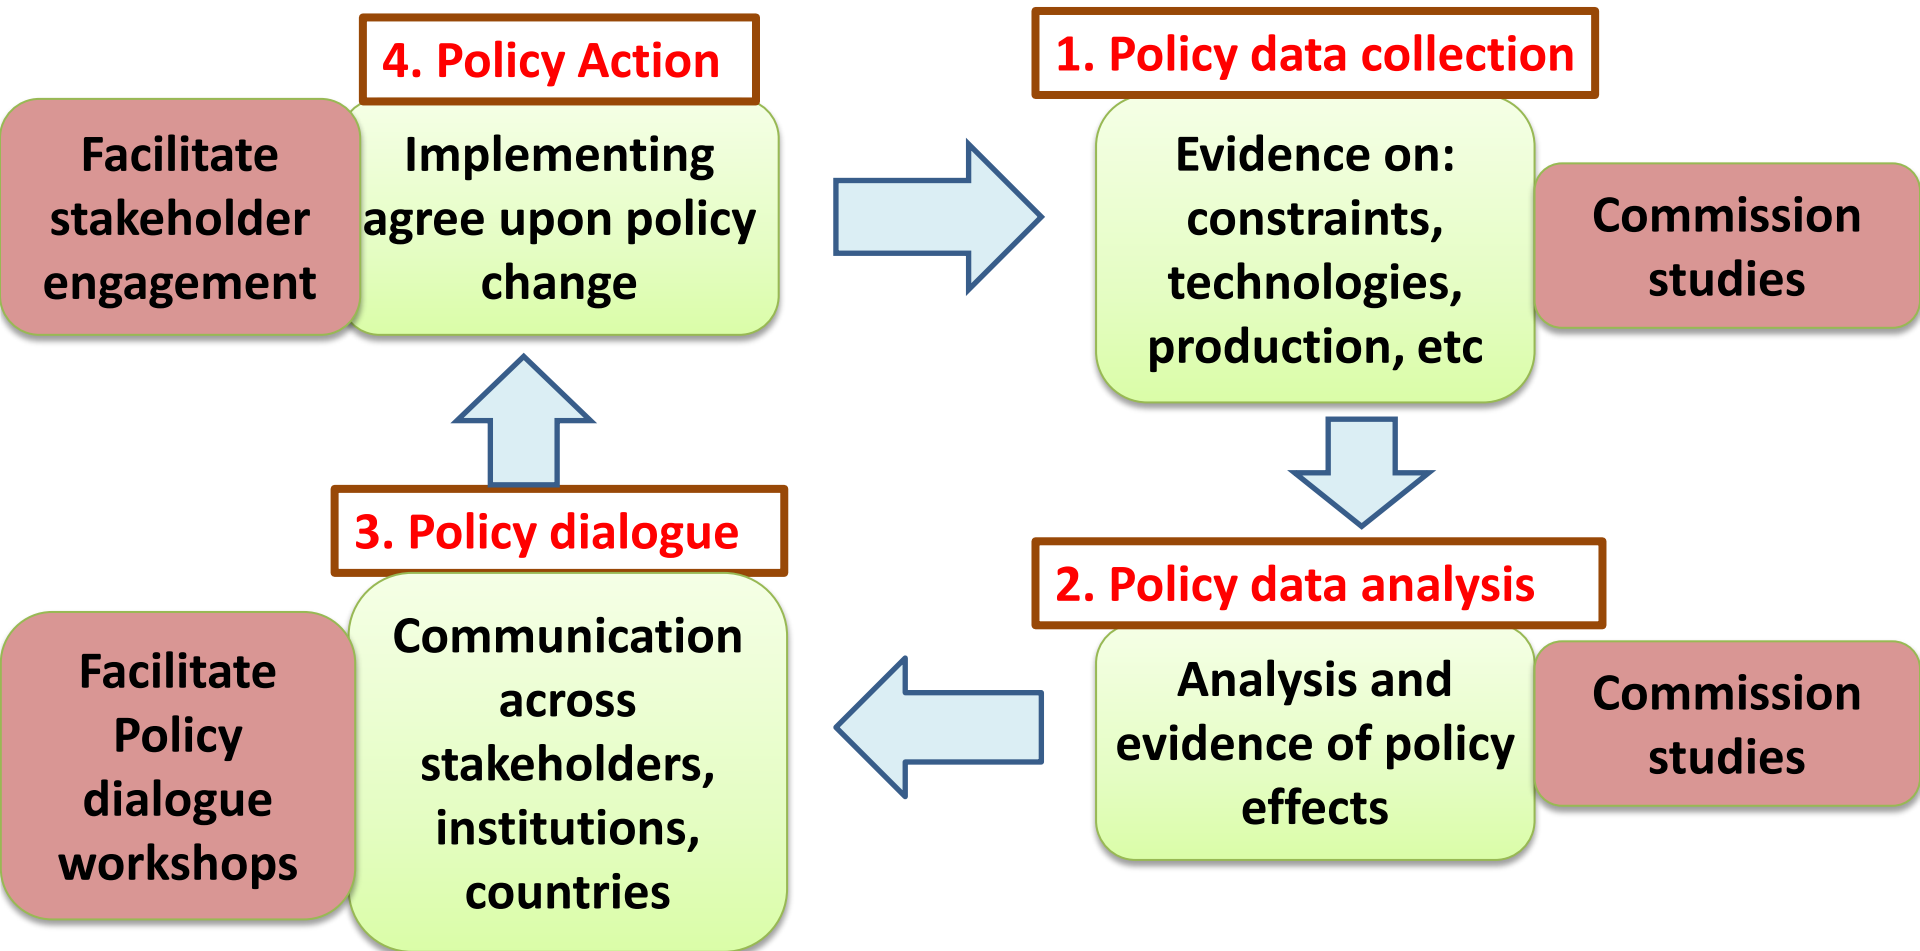 4. Policy Action
Facilitate
stakeholder
engagement
Implementing
agree upon policy
change
1. Policy data collection
Evidence on:
constraints,
technologies,
production, etc
Commission
studies
3. Policy dialogue
Facilitate
Policy
dialogue
workshops
Communication
across
stakeholders,
institutions,
countries
2. Policy data analysis
Analysis and
evidence of policy
effects
Commission
studies